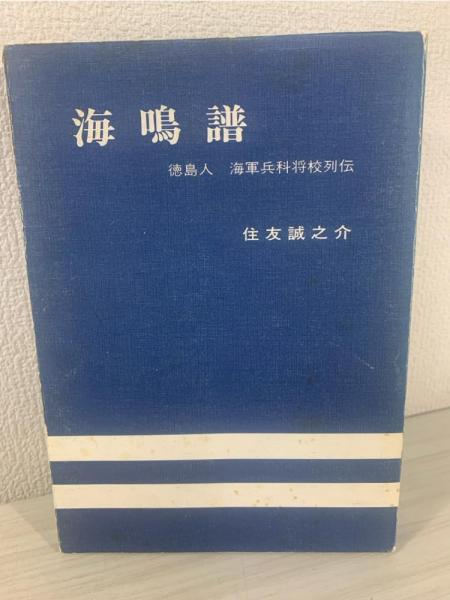 海鳴譜
徳島人 海軍兵科将校列伝
住友誠之介